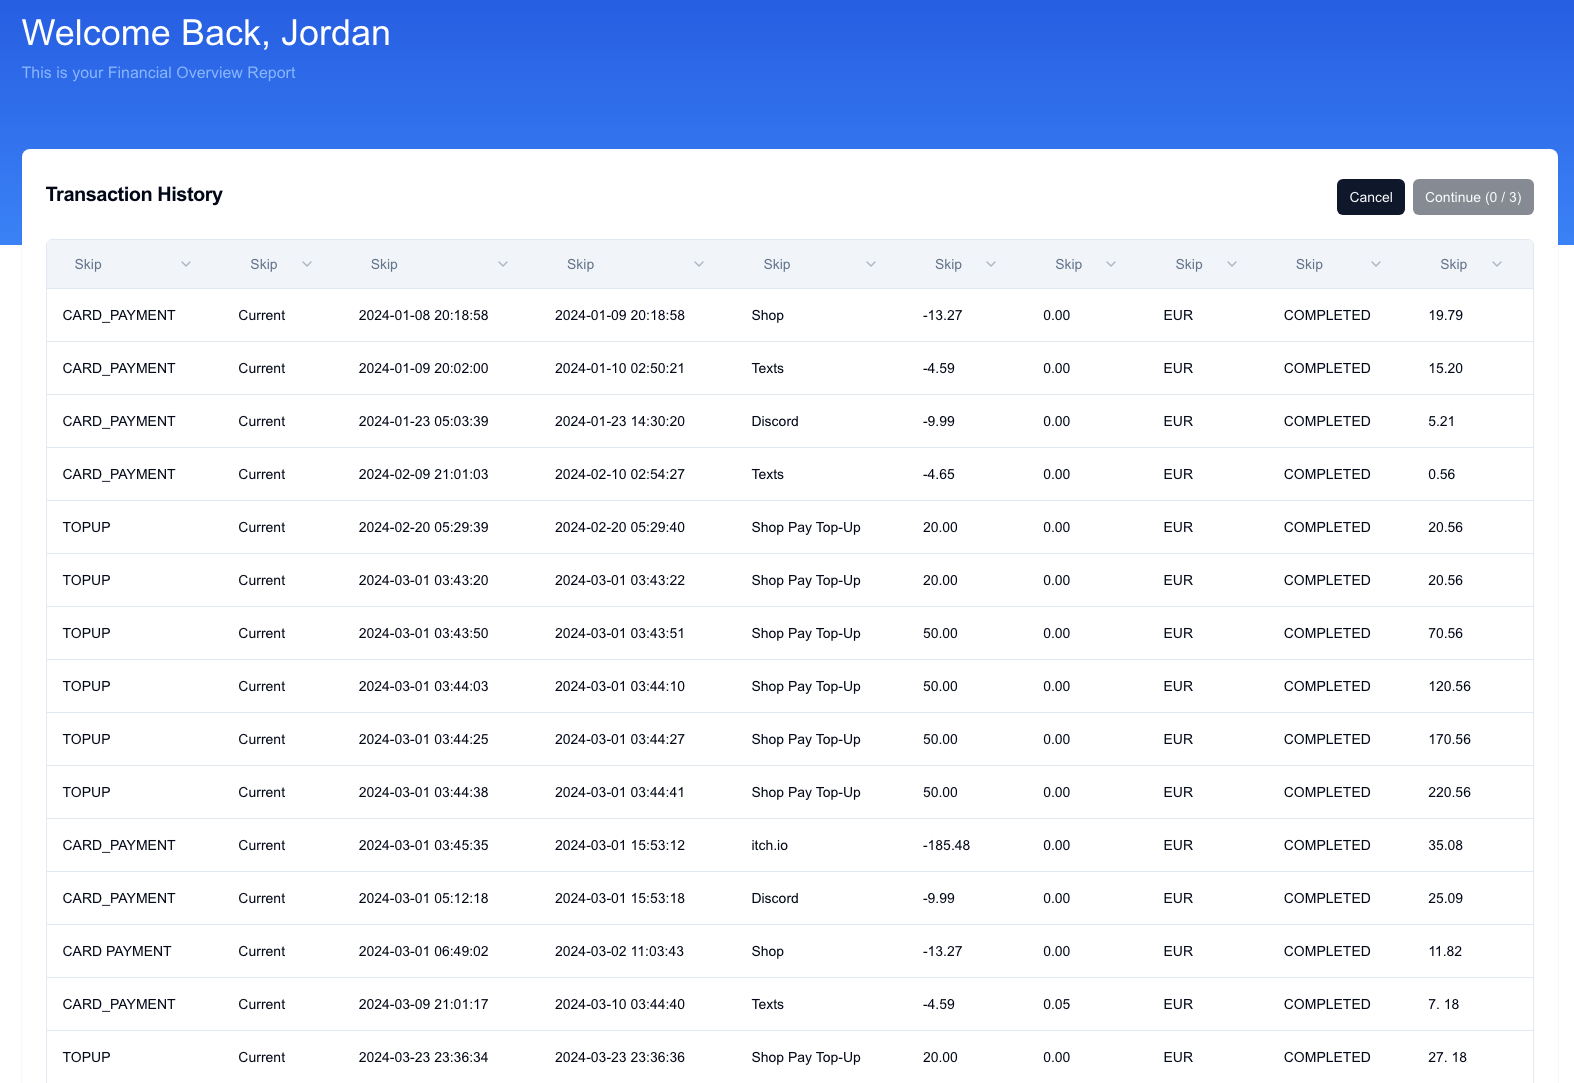 Welcome Back, Jordan
This is your Financial Overview Report
Transaction History
Cancel Continue (0 / 3)
Skip Skip Skip Skip Skip Skip Skip Skip Skip Skip
CARD_PAYMENT Current 2024-01-08 20:18:58 2024-01-09 20:18:58 Shop -13.27 0.00 EUR COMPLETED 19.79
CARD_PAYMENT Current 2024-01-09 20:02:00 2024-01-10 02:50:21 Texts -4.59 0.00 EUR COMPLETED 15.20
CARD_PAYMENT Current 2024-01-23 05:03:39 2024-01-23 14:30:20 Discord -9.99 0.00 EUR COMPLETED 5.21
CARD_PAYMENT Current 2024-02-09 21:01:03 2024-02-10 02:54:27 Texts -4.65 0.00 EUR COMPLETED 0.56
TOPUP Current 2024-02-20 05:29:39 2024-02-20 05:29:40 Shop Pay Top-Up 20.00 0.00 EUR COMPLETED 20.56
TOPUP Current 2024-03-01 03:43:20 2024-03-01 03:43:22 Shop Pay Top-Up 20.00 0.00 EUR COMPLETED 20.56
TOPUP Current 2024-03-01 03:43:50 2024-03-01 03:43:51 Shop Pay Top-Up 50.00 0.00 EUR COMPLETED 70.56
TOPUP Current 2024-03-01 03:44:03 2024-03-01 03:44:10 Shop Pay Top-Up 50.00 0.00 EUR COMPLETED 120.56
TOPUP Current 2024-03-01 03:44:25 2024-03-01 03:44:27 Shop Pay Top-Up 50.00 0.00 EUR COMPLETED 170.56
TOPUP Current 2024-03-01 03:44:38 2024-03-01 03:44:41 Shop Pay Top-Up 50.00 0.00 EUR COMPLETED 220.56
CARD_PAYMENT Current 2024-03-01 03:45:35 2024-03-01 15:53:12 itch.io -185.48 0.00 EUR COMPLETED 35.08
CARD_PAYMENT Current 2024-03-01 05:12:18 2024-03-01 15:53:18 Discord -9.99 0.00 EUR COMPLETED 25.09
CARD PAYMENT Current 2024-03-01 06:49:02 2024-03-02 11:03:43 Shop -13.27 0.00 EUR COMPLETED 11.82
CARD_PAYMENT Current 2024-03-09 21:01:17 2024-03-10 03:44:40 Texts -4.59 0.05 EUR COMPLETED 7. 18
TOPUP Current 2024-03-23 23:36:34 2024-03-23 23:36:36 Shop Pay Top-Up 20.00 0.00 EUR COMPLETED 27. 18